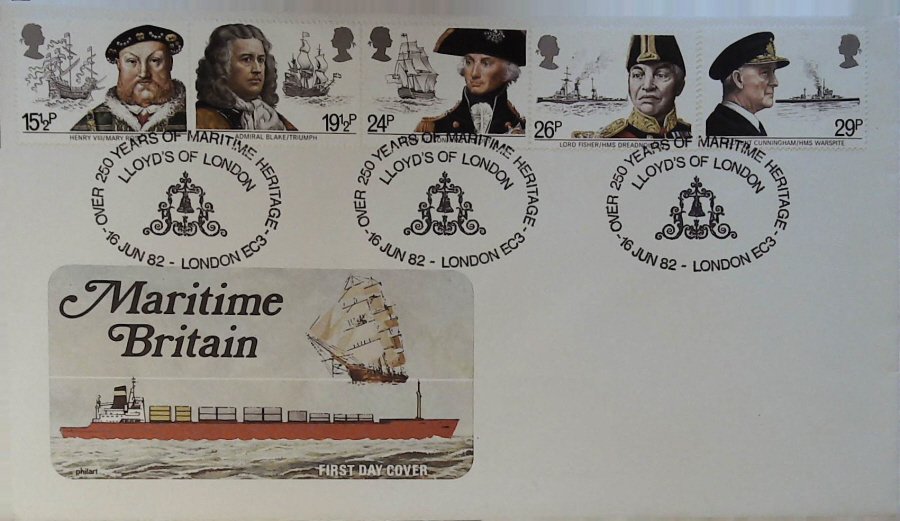 15½P
19½P
24P
26P
29P
HENRY VIII/MARY
ADMIRAL BLAKE/TRIUMPH
LORD FISHER/HMS
CUNNINGHAM/HMS WARSPITE
OVER 250 YEARS OF MARITIME HERITAGE
LLOYD'S OF LONDON
- 16 JUN 82 - LONDON EC3 -
OVER 250 YEARS OF MARITIME HERITAGE
LLOYD'S OF LONDON
- 16 JUN 82 - LONDON EC3 -
OVER 250 YEARS OF MARITIME HERITAGE
LLOYD'S OF LONDON
- 16 JUN 82 - LONDON EC3 -
Maritime
Britain
philart
FIRST DAY COVER